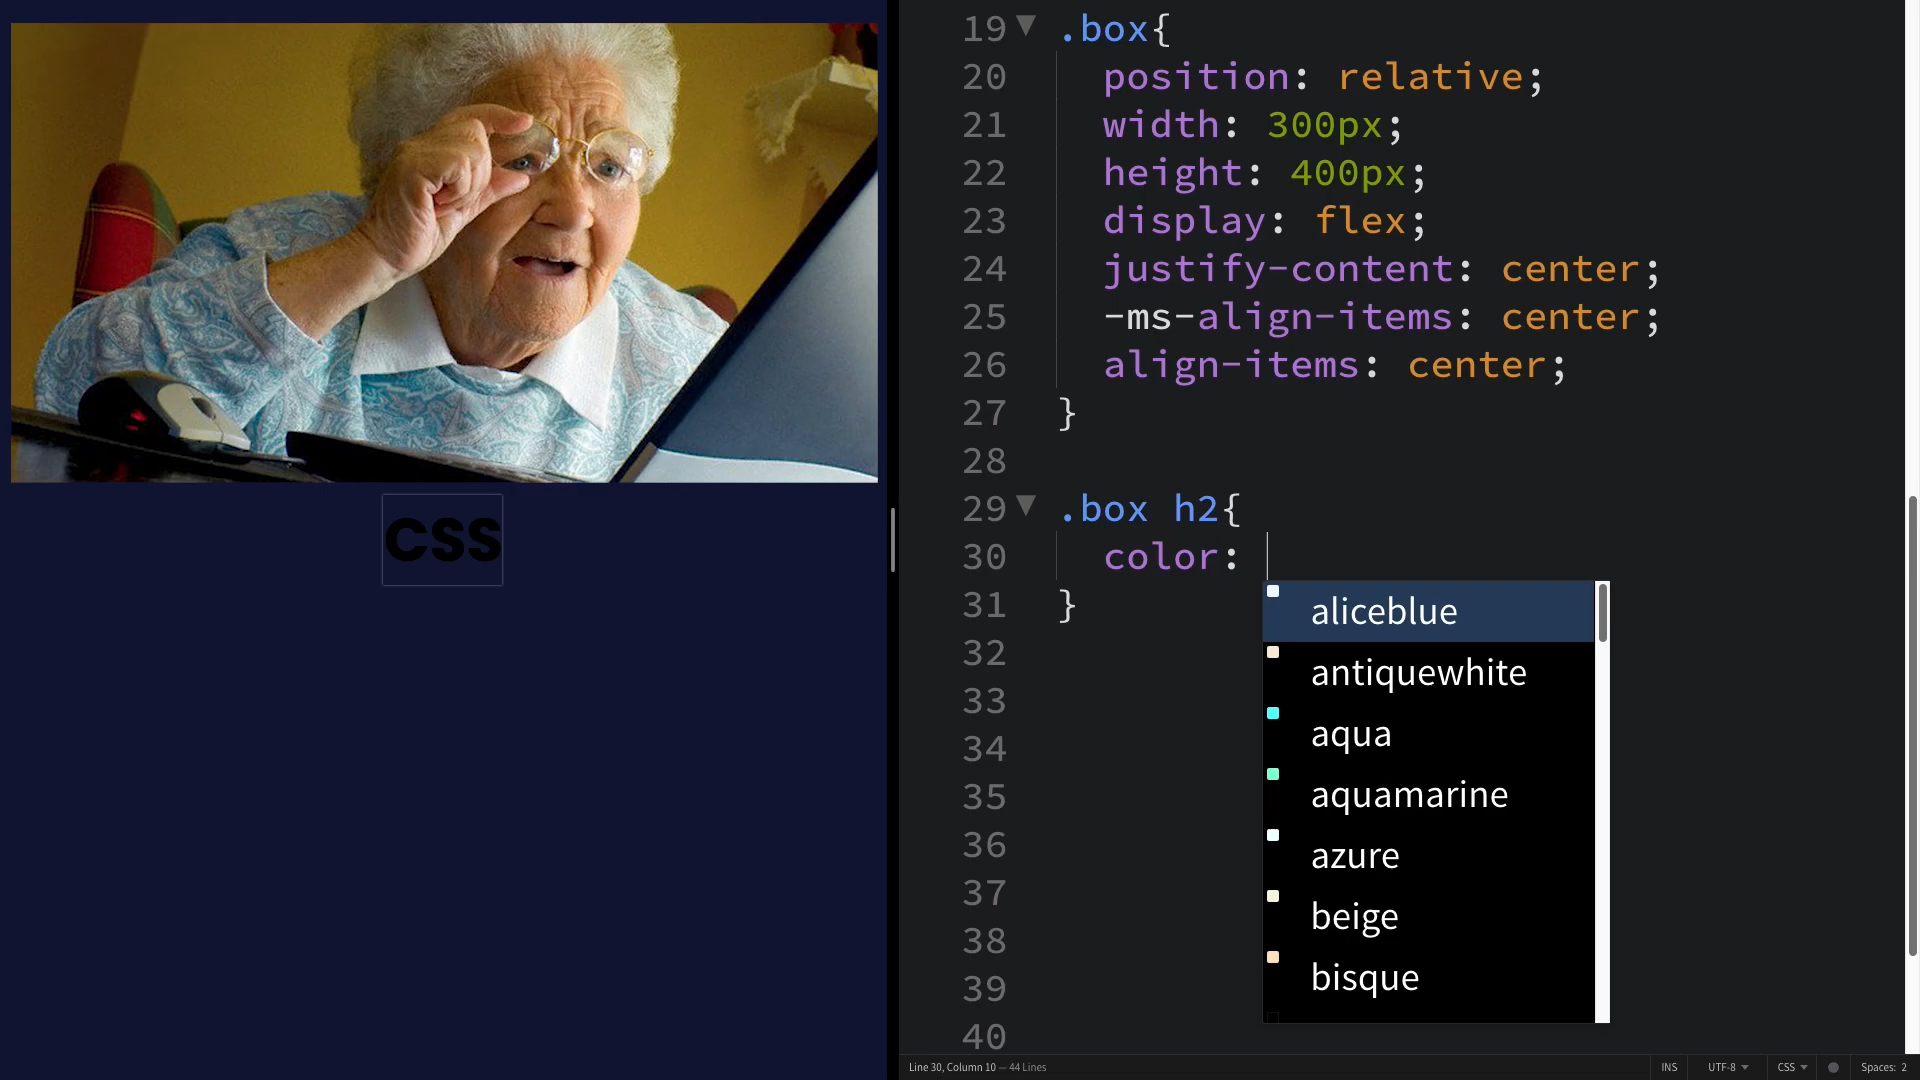 CSS
19 .box{
20 position: relative;
21 width: 300px;
22 height: 400px;
23 display: flex;
24 justify-content: center;
25 -ms-align-items: center;
26 align-items: center;
27 }
28
29 .box h2{
30 color:
31 }
32
33
34
35
36
37
38
39
40
aliceblue
antiquewhite
aqua
aquamarine
azure
beige
bisque
Line 30, Column 10 — 44 Lines
INS UTF-8 CSS Spaces: 2